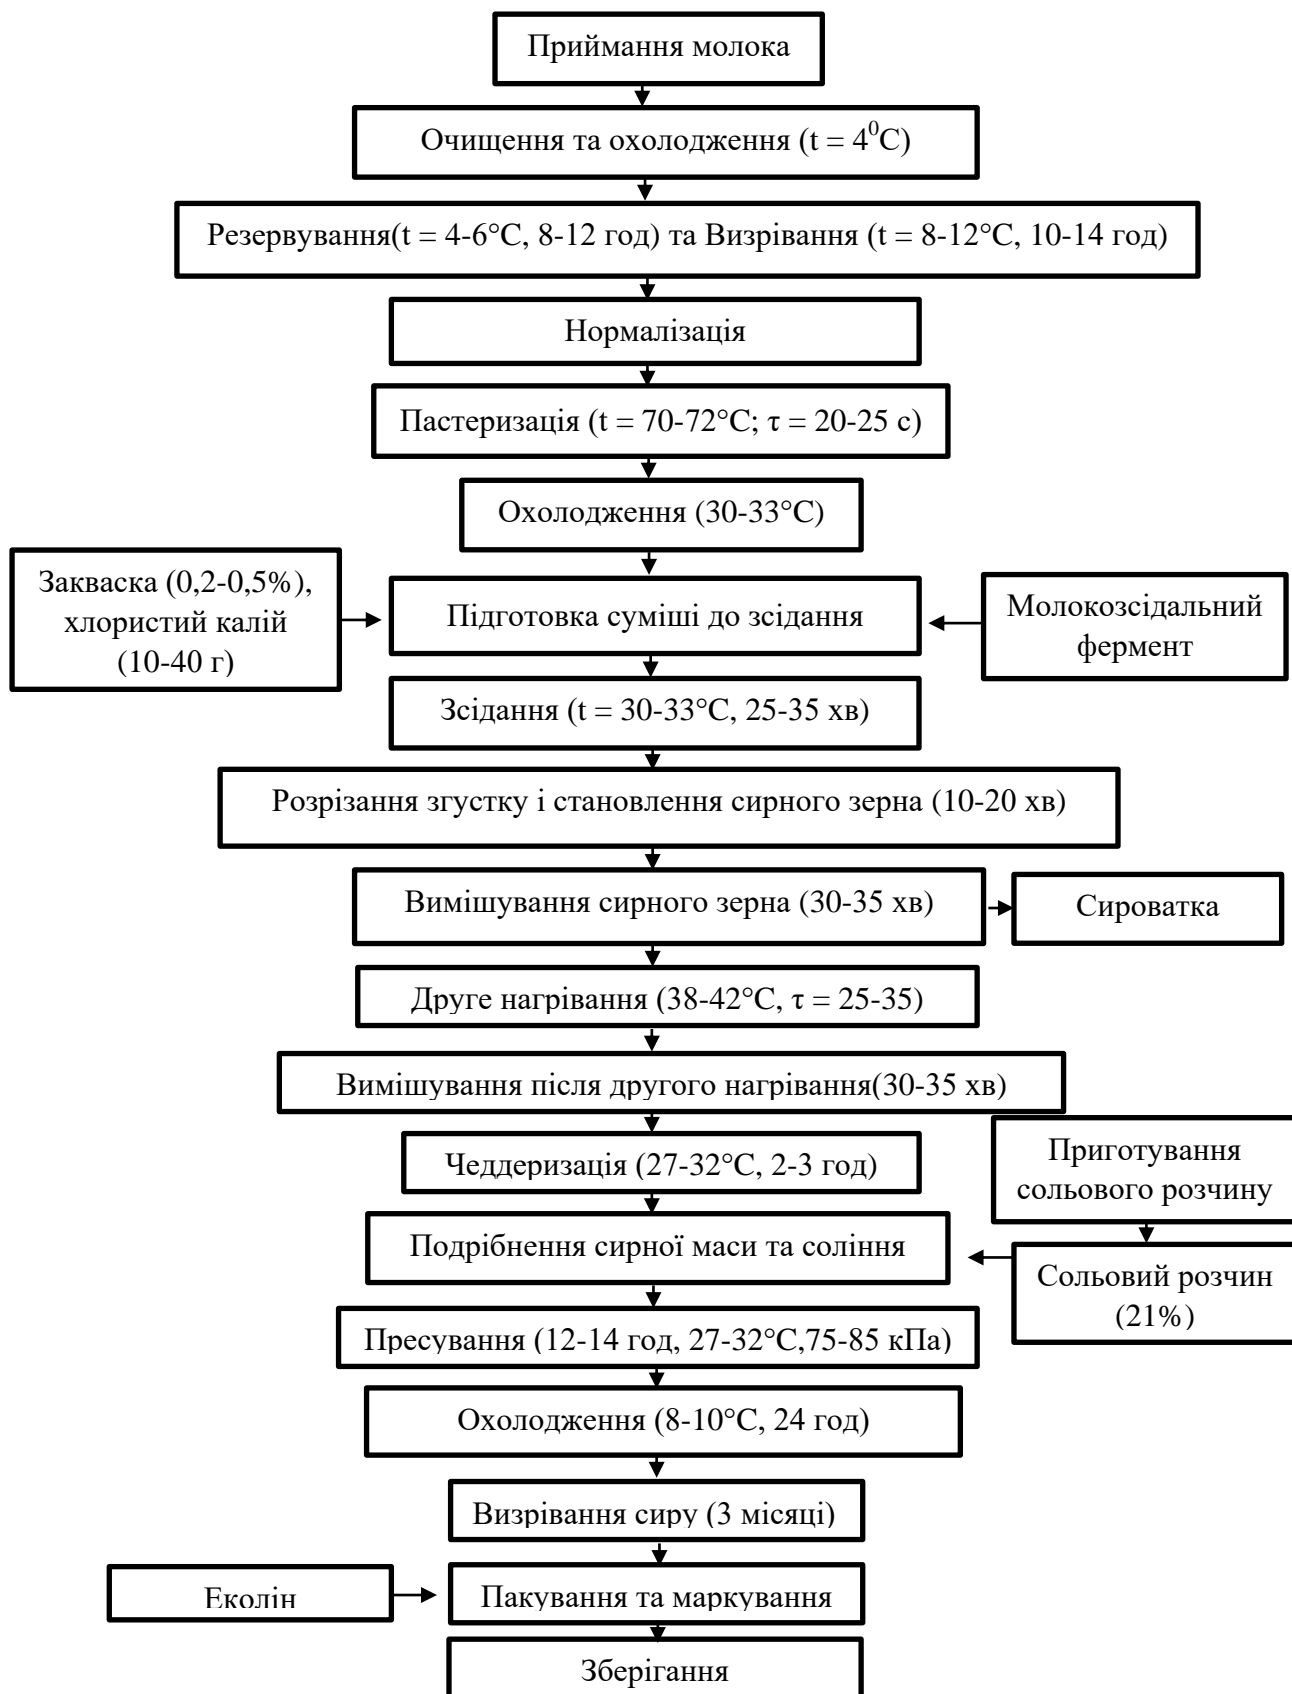 Приймання молока
Очищення та охолодження (t = 4⁰С)
Резервування(t = 4-6°С, 8-12 год) та Визрівання (t = 8-12°С, 10-14 год)
Нормалізація
Пастеризація (t = 70-72°С; τ = 20-25 с)
Охолодження (30-33°С)
Закваска (0,2-0,5%),
хлористий калій
(10-40 г)
Підготовка суміші до зсідання
Молокозсідальний
фермент
Зсідання (t = 30-33°С, 25-35 хв)
Розрізання згустку і становлення сирного зерна (10-20 хв)
Вимішування сирного зерна (30-35 хв)
Сироватка
Друге нагрівання (38-42°С, τ = 25-35)
Вимішування після другого нагрівання(30-35 хв)
Чеддеризація (27-32°С, 2-3 год)
Приготування
сольового розчину
Подрібнення сирної маси та соління
Сольовий розчин
(21%)
Пресування (12-14 год, 27-32°С,75-85 кПа)
Охолодження (8-10°С, 24 год)
Визрівання сиру (3 місяці)
Еколін
Пакування та маркування
Зберігання